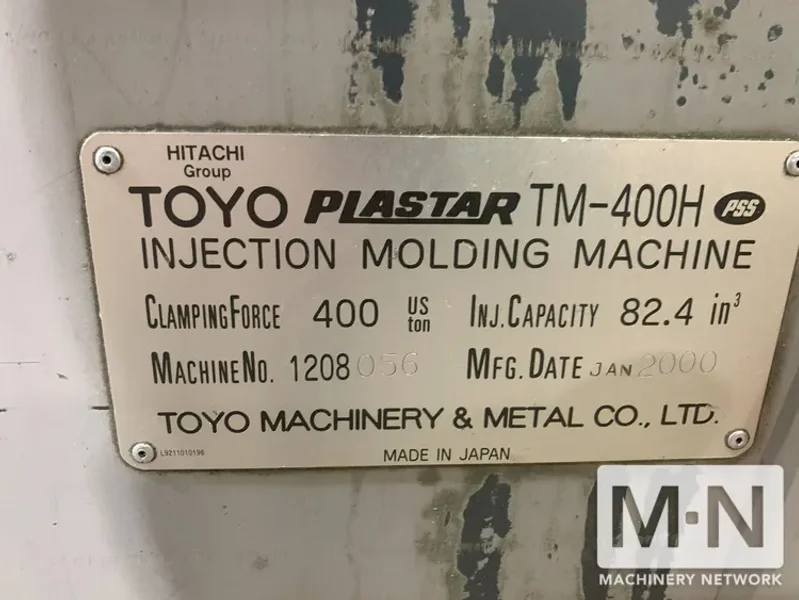 HITACHI
Group
TOYO PLASTAR TM-400H PSS
INJECTION MOLDING MACHINE
CLAMPING FORCE 400 US ton INJ. CAPACITY 82.4 in³
MACHINE NO. 1208056 MFG. DATE JAN 2000
TOYO MACHINERY & METAL CO., LTD.
L9211010196 MADE IN JAPAN
M·N
MACHINERY NETWORK